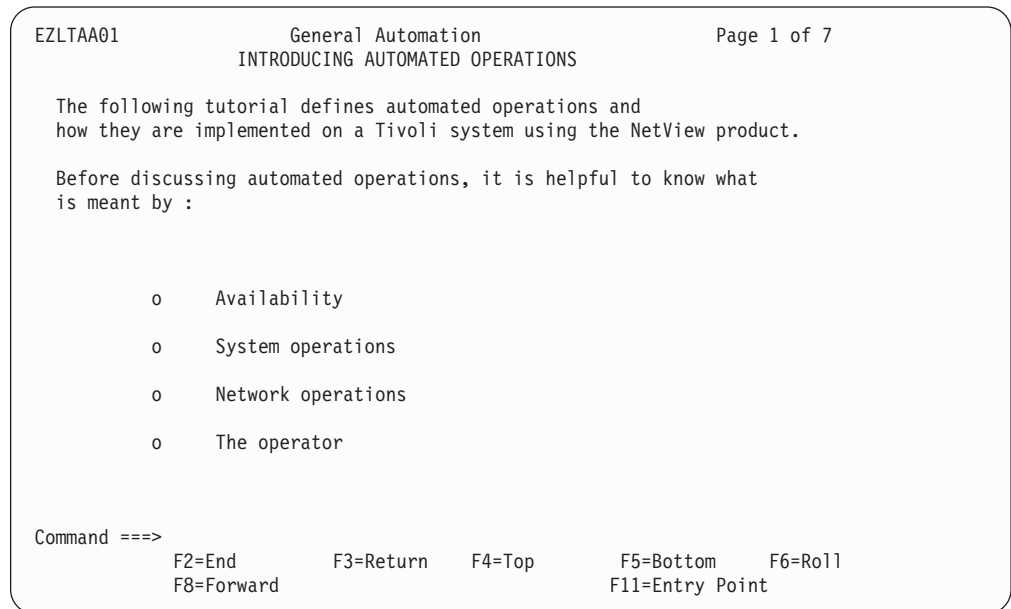 EZLTAA01 General Automation Page 1 of 7
INTRODUCING AUTOMATED OPERATIONS
The following tutorial defines automated operations and
how they are implemented on a Tivoli system using the NetView product.
Before discussing automated operations, it is helpful to know what
is meant by :
o Availability
o System operations
o Network operations
o The operator
Command ===>
F2=End F3=Return F4=Top F5=Bottom F6=Roll
F8=Forward F11=Entry Point